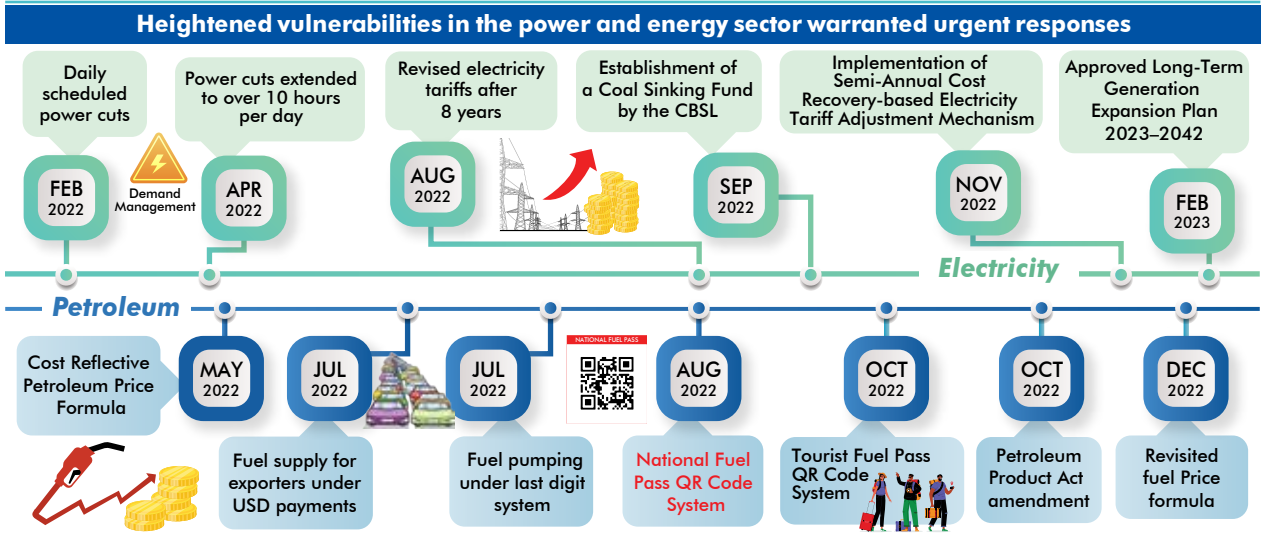 Heightened vulnerabilities in the power and energy sector warranted urgent responses
Daily
scheduled
power cuts
FEB
2022
Demand
Management
Power cuts extended
to over 10 hours
per day
APR
2022
Revised electricity
tariffs after
8 years
AUG
2022
Establishment of
a Coal Sinking Fund
by the CBSL
SEP
2022
Implementation of
Semi-Annual Cost
Recovery-based Electricity
Tariff Adjustment Mechanism
NOV
2022
Approved Long-Term
Generation
Expansion Plan
2023–2042
FEB
2023
Electricity
Petroleum
Cost Reflective
Petroleum Price
Formula
MAY
2022
JUL
2022
Fuel supply for
exporters under
USD payments
JUL
2022
Fuel pumping
under last digit
system
NATIONAL FUEL PASS
AUG
2022
National Fuel
Pass QR Code
System
OCT
2022
Tourist Fuel Pass
QR Code
System
OCT
2022
Petroleum
Product Act
amendment
DEC
2022
Revisited
fuel Price
formula